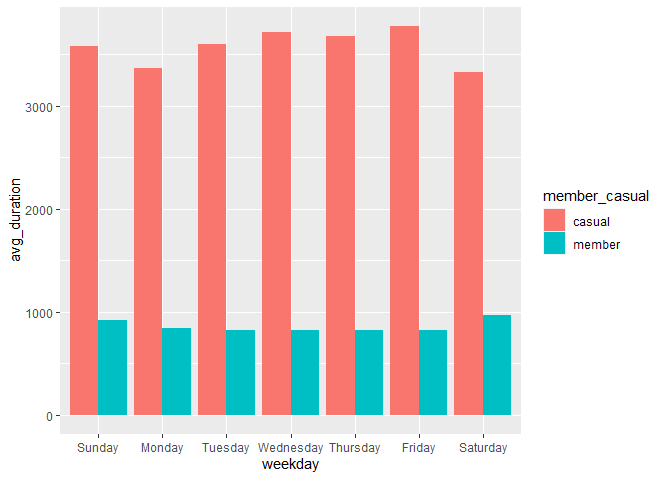 avg_duration
3000
2000
1000
0
Sunday Monday Tuesday Wednesday Thursday Friday Saturday
weekday
member_casual
casual
member